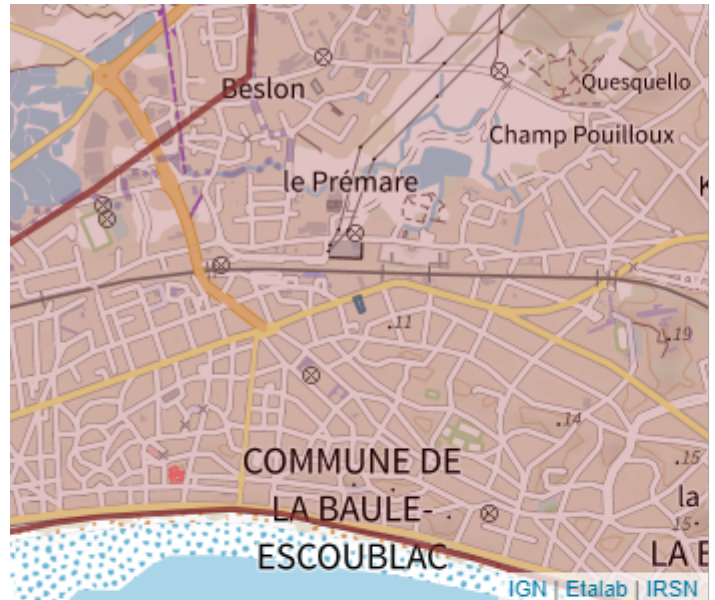 Beslon
Quesquello
Champ Pouilloux
le Prémare
K
.11
.19
.14
COMMUNE DE
LA BAULE-
ESCOUBLAC
.15
la
15.
LA E
IGN | Etalab | IRSN